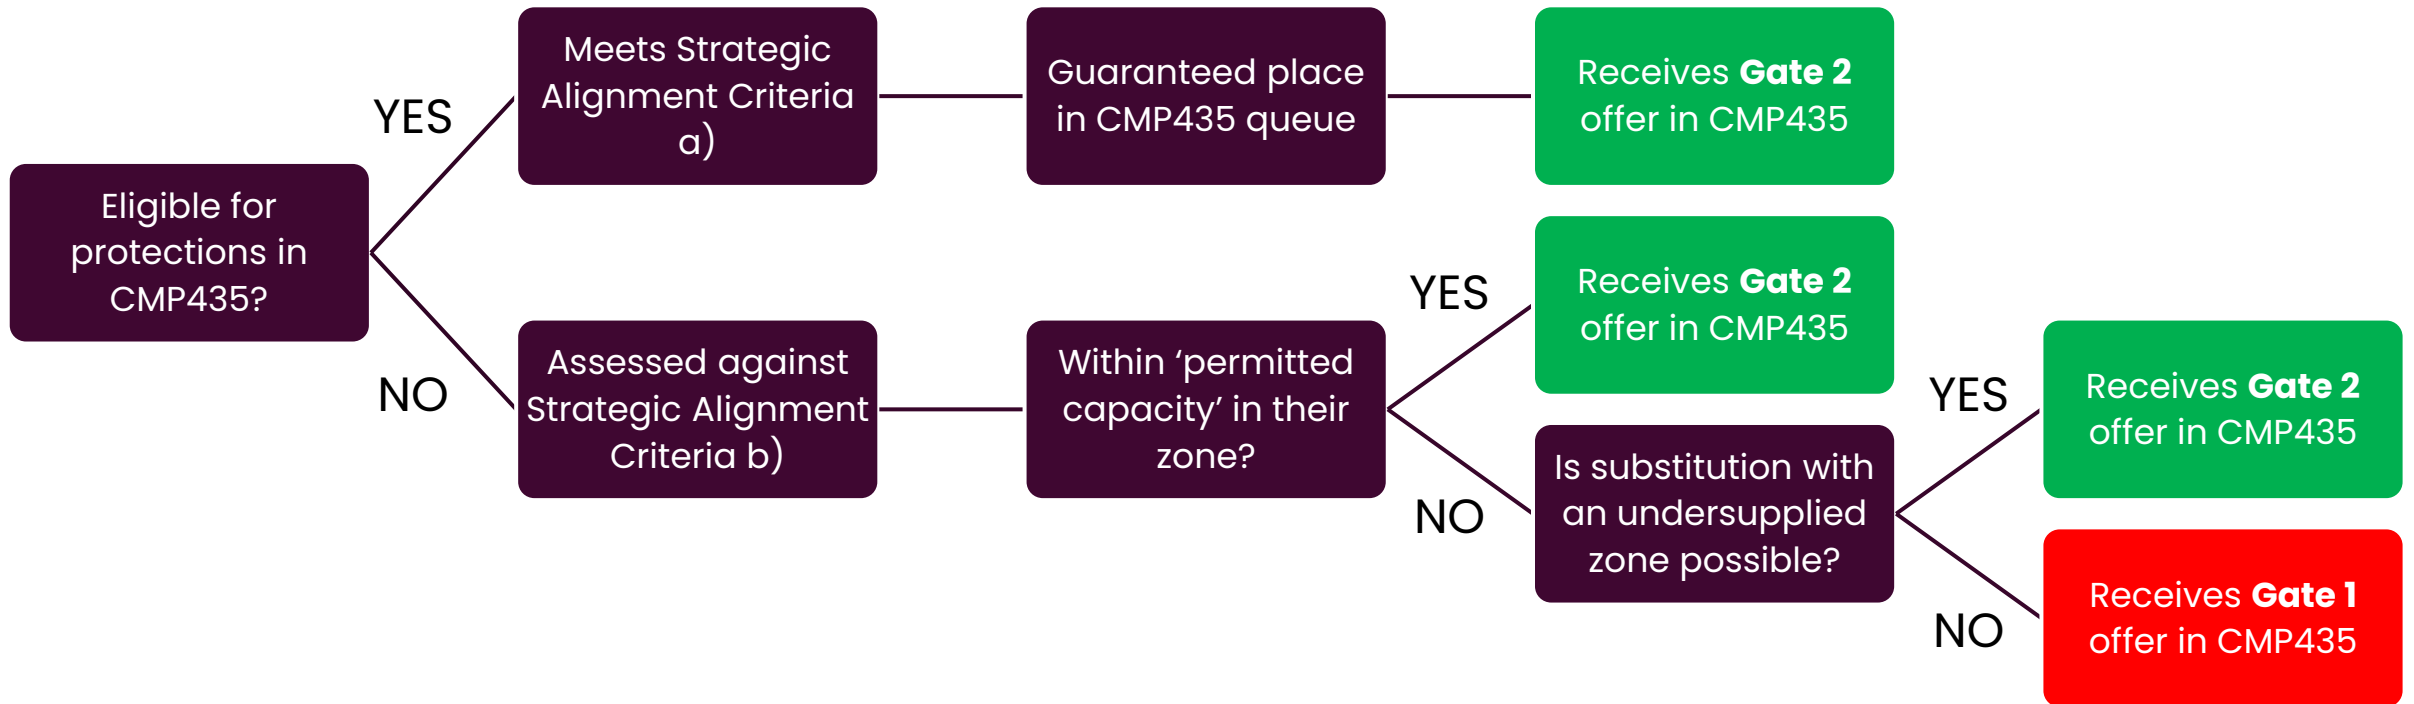 Eligible for
protections in
CMP435?
YES
Meets Strategic
Alignment Criteria
a)
Guaranteed place
in CMP435 queue
Receives Gate 2
offer in CMP435
NO
Assessed against
Strategic Alignment
Criteria b)
Within ‘permitted
capacity’ in their
zone?
YES
Receives Gate 2
offer in CMP435
NO
Is substitution with
an undersupplied
zone possible?
YES
Receives Gate 2
offer in CMP435
NO
Receives Gate 1
offer in CMP435